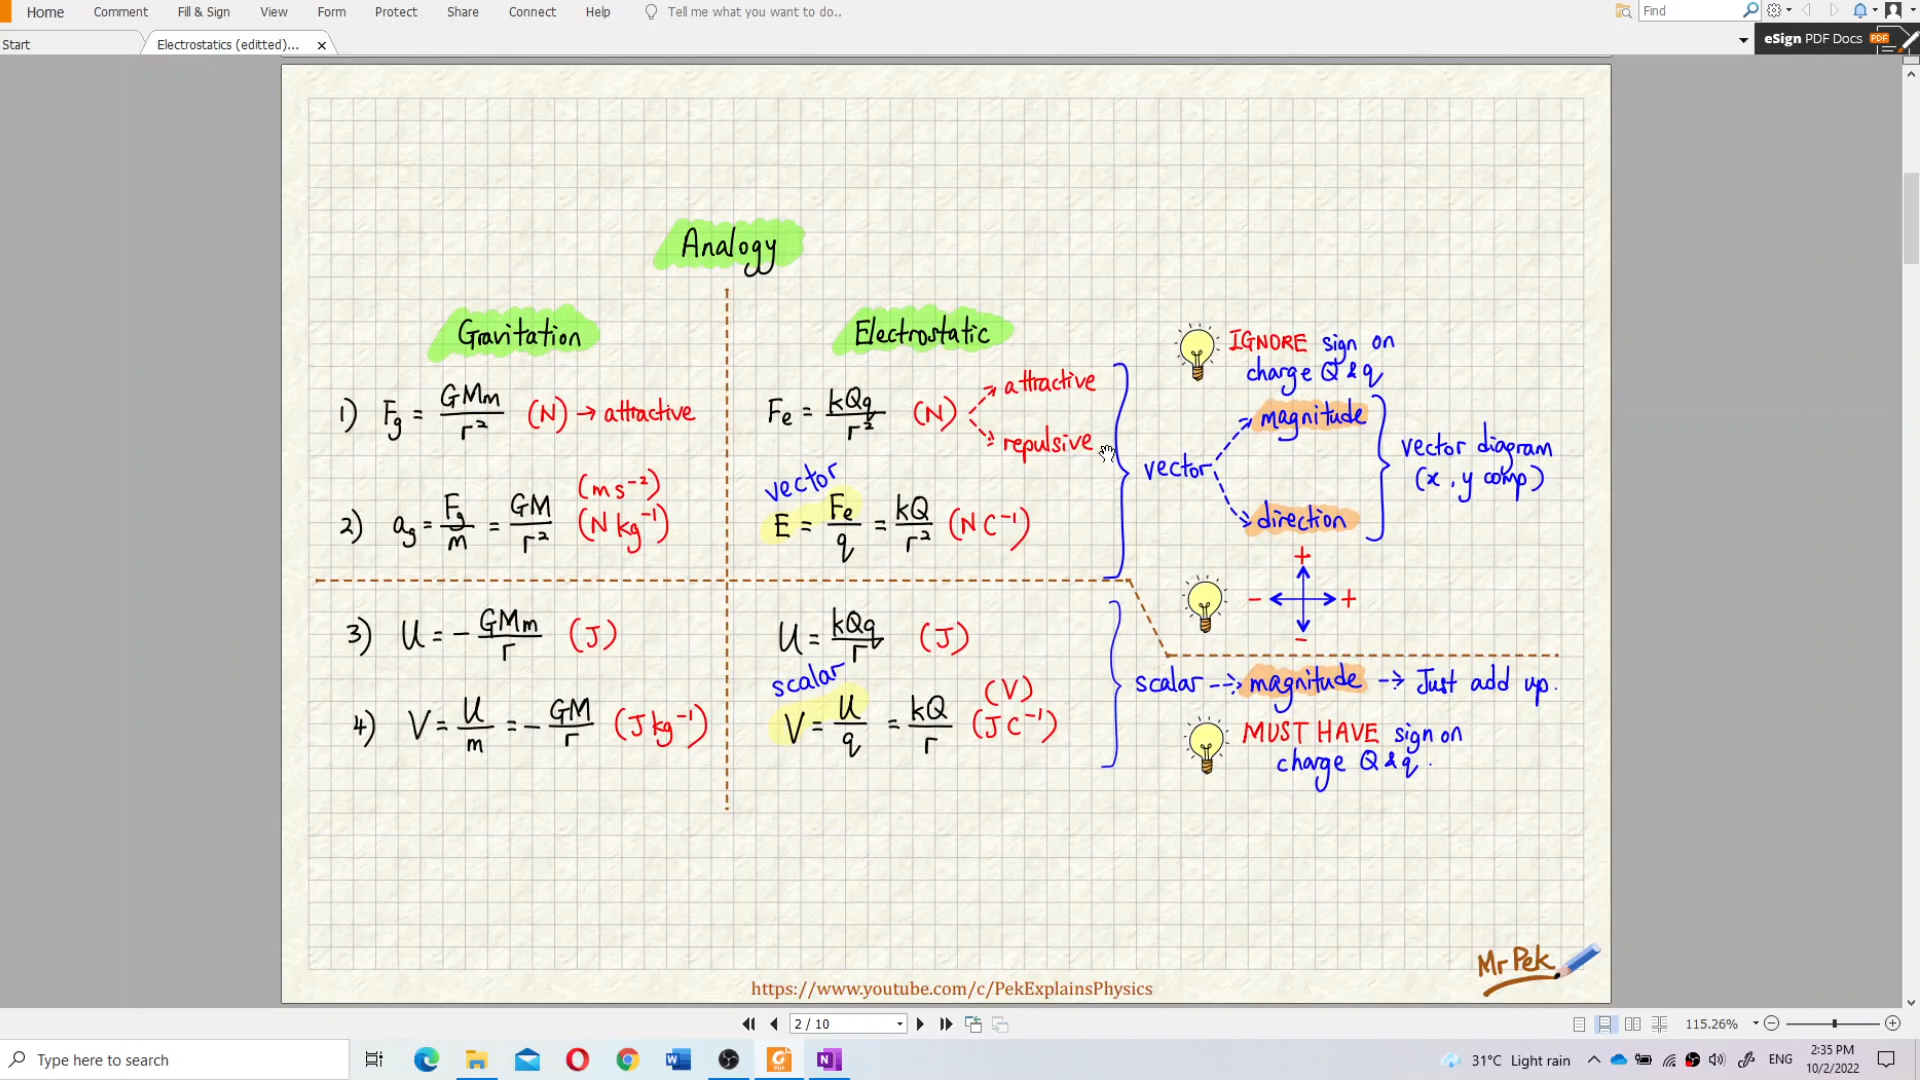 Home Comment Fill & Sign View Form Protect Share Connect Help Tell me what you want to do.. Find
Start Electrostatics (editted)... eSign PDF Docs PDF
Analogy
Gravitation Electrostatic
IGNORE sign on
charge Q & q
1) Fg = GMm/r² (N) → attractive
Fe = kQq/r² (N) attractive
repulsive
vector magnitude
direction
vector diagram
(x, y comp)
2) ag = Fg/m = GM/r² (m s⁻²)
(N kg⁻¹)
vector
E = Fe/q = kQ/r² (N C⁻¹)
+
- +
-
3) U = - GMm/r (J)
U = kQq/r (J)
scalar → magnitude → Just add up.
4) V = U/m = - GM/r (J kg⁻¹)
scalar
V = U/q = kQ/r (V)
(J C⁻¹)
MUST HAVE sign on
charge Q & q.
Mr Pek
https://www.youtube.com/c/PekExplainsPhysics
2 / 10 115.26%
Type here to search 31°C Light rain ENG 2:35 PM
10/2/2022